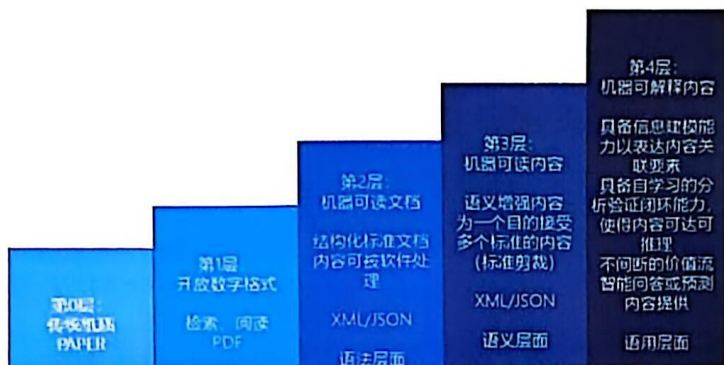 第0层:
传统纸质
PAPER
第1层
开放数字格式
检索、阅读
PDF
第2层:
机器可读文档
结构化标准文档
内容可被软件处
理
XML/JSON
语法层面
第3层:
机器可读内容
语义增强内容,
为一个目的接受
多个标准的内容
(标准剪裁)
XML/JSON
语义层面
第4层:
机器可解释内容
具备信息建模能
力以表达内容关
联要素
具备自学习的分
析验证闭环能力,
使得内容可达可
推理
不间断的价值流
智能问答或预测
内容提供
语用层面